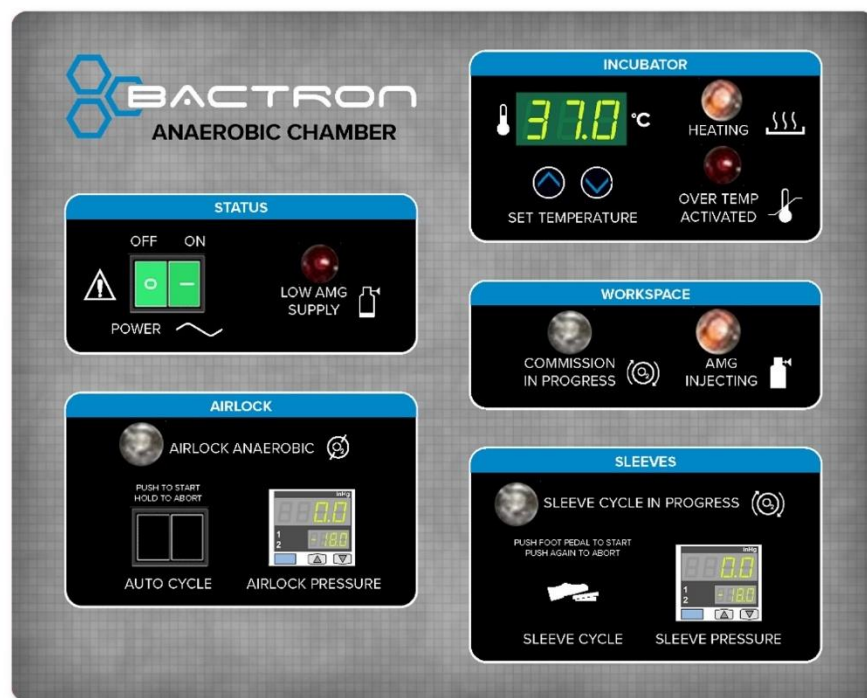 BACTRON
ANAEROBIC CHAMBER
STATUS
OFF ON
O I
POWER
LOW AMG
SUPPLY
AIRLOCK
AIRLOCK ANAEROBIC
PUSH TO START
HOLD TO ABORT
AUTO CYCLE
inHg
0.0
1
2
-18.0
AIRLOCK PRESSURE
INCUBATOR
37.0 °C
SET TEMPERATURE
HEATING
OVER TEMP
ACTIVATED
WORKSPACE
COMMISSION
IN PROGRESS
AMG
INJECTING
SLEEVES
SLEEVE CYCLE IN PROGRESS
PUSH FOOT PEDAL TO START
PUSH AGAIN TO ABORT
SLEEVE CYCLE
inHg
0.0
1
2
-18.0
SLEEVE PRESSURE